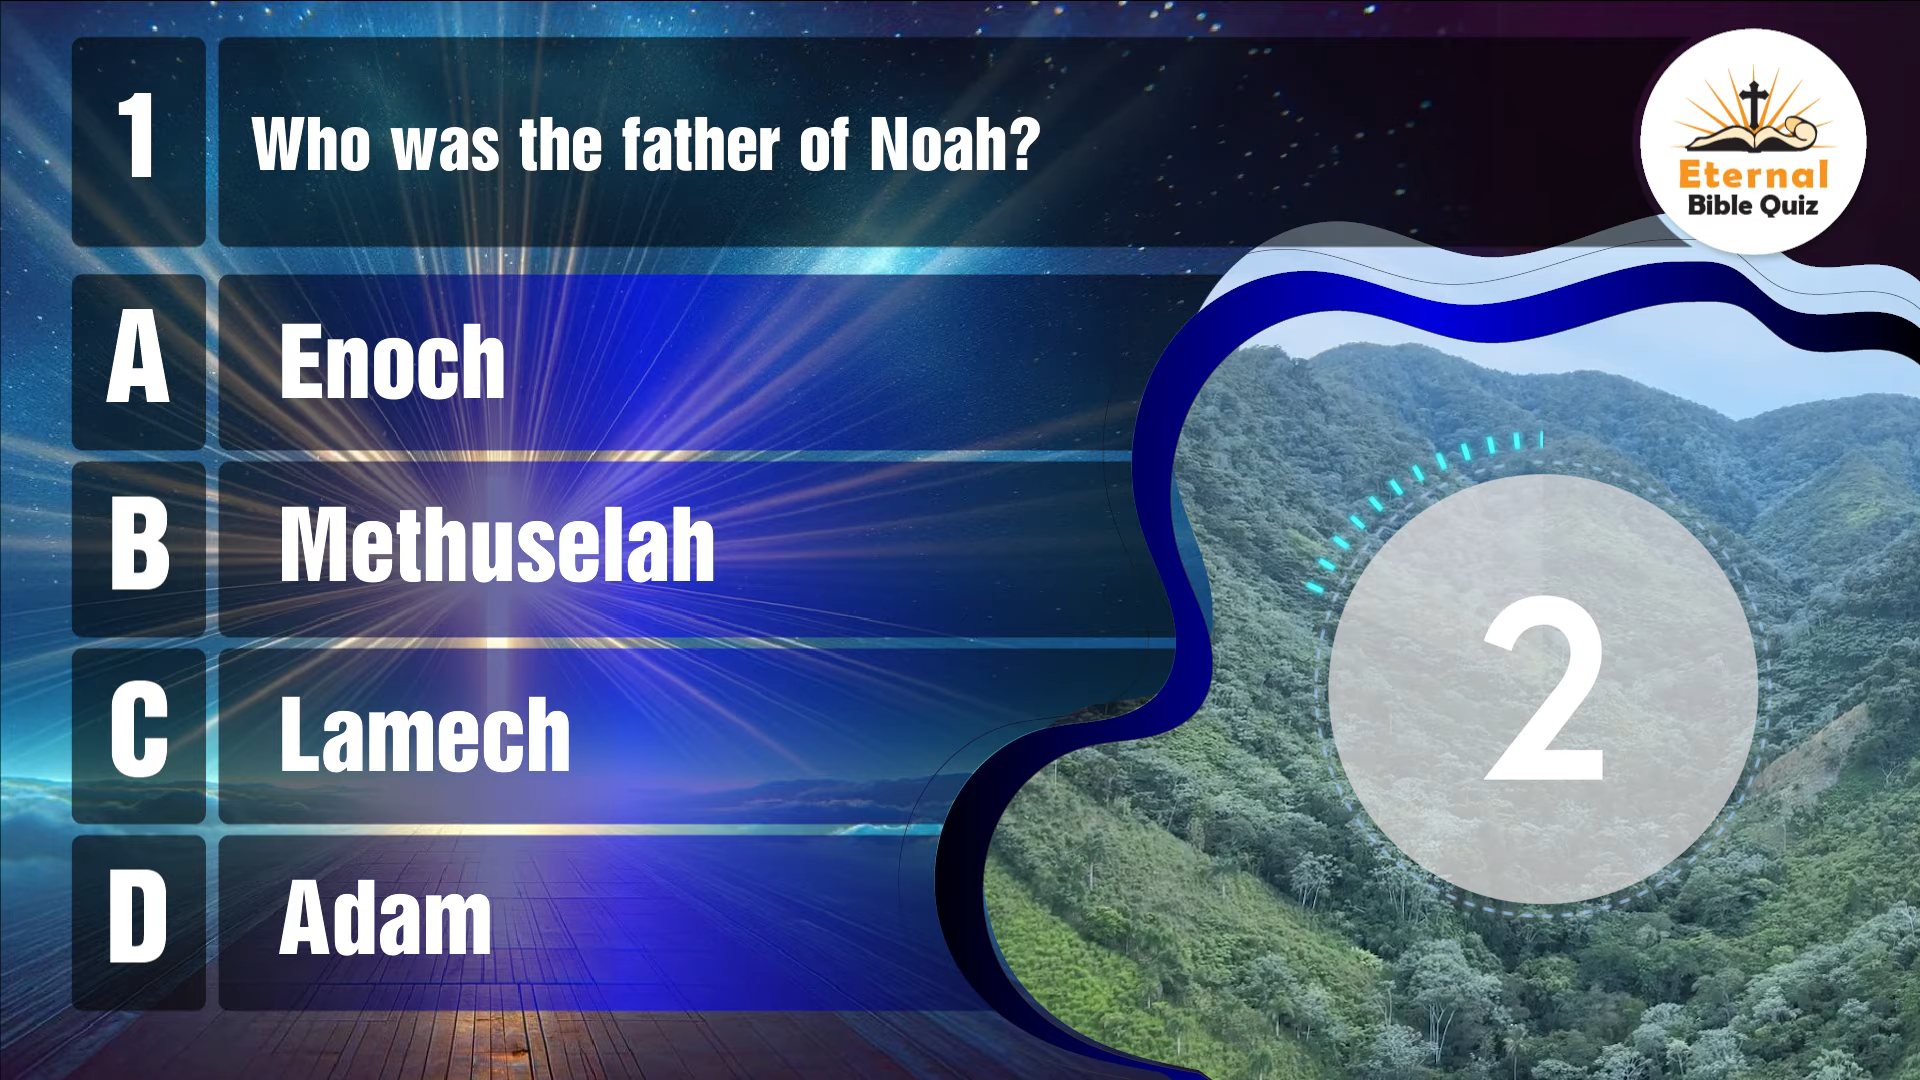 1
Who was the father of Noah?
Eternal
Bible Quiz
A
Enoch
B
Methuselah
C
Lamech
D
Adam
2